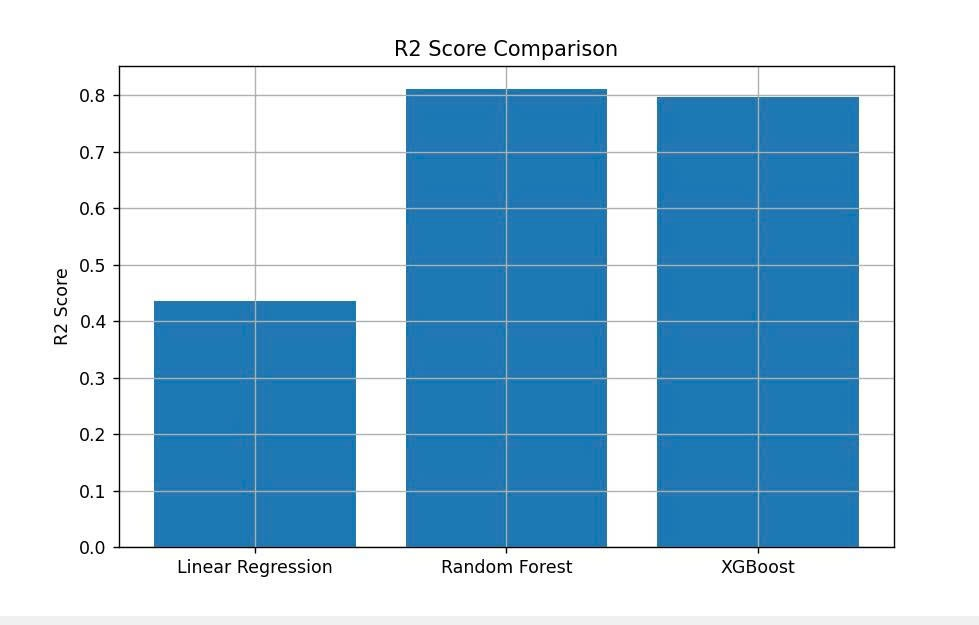 R2 Score Comparison
0.8
0.7
0.6
0.5
0.4
0.3
0.2
0.1
0.0
R2 Score
Linear Regression
Random Forest
XGBoost